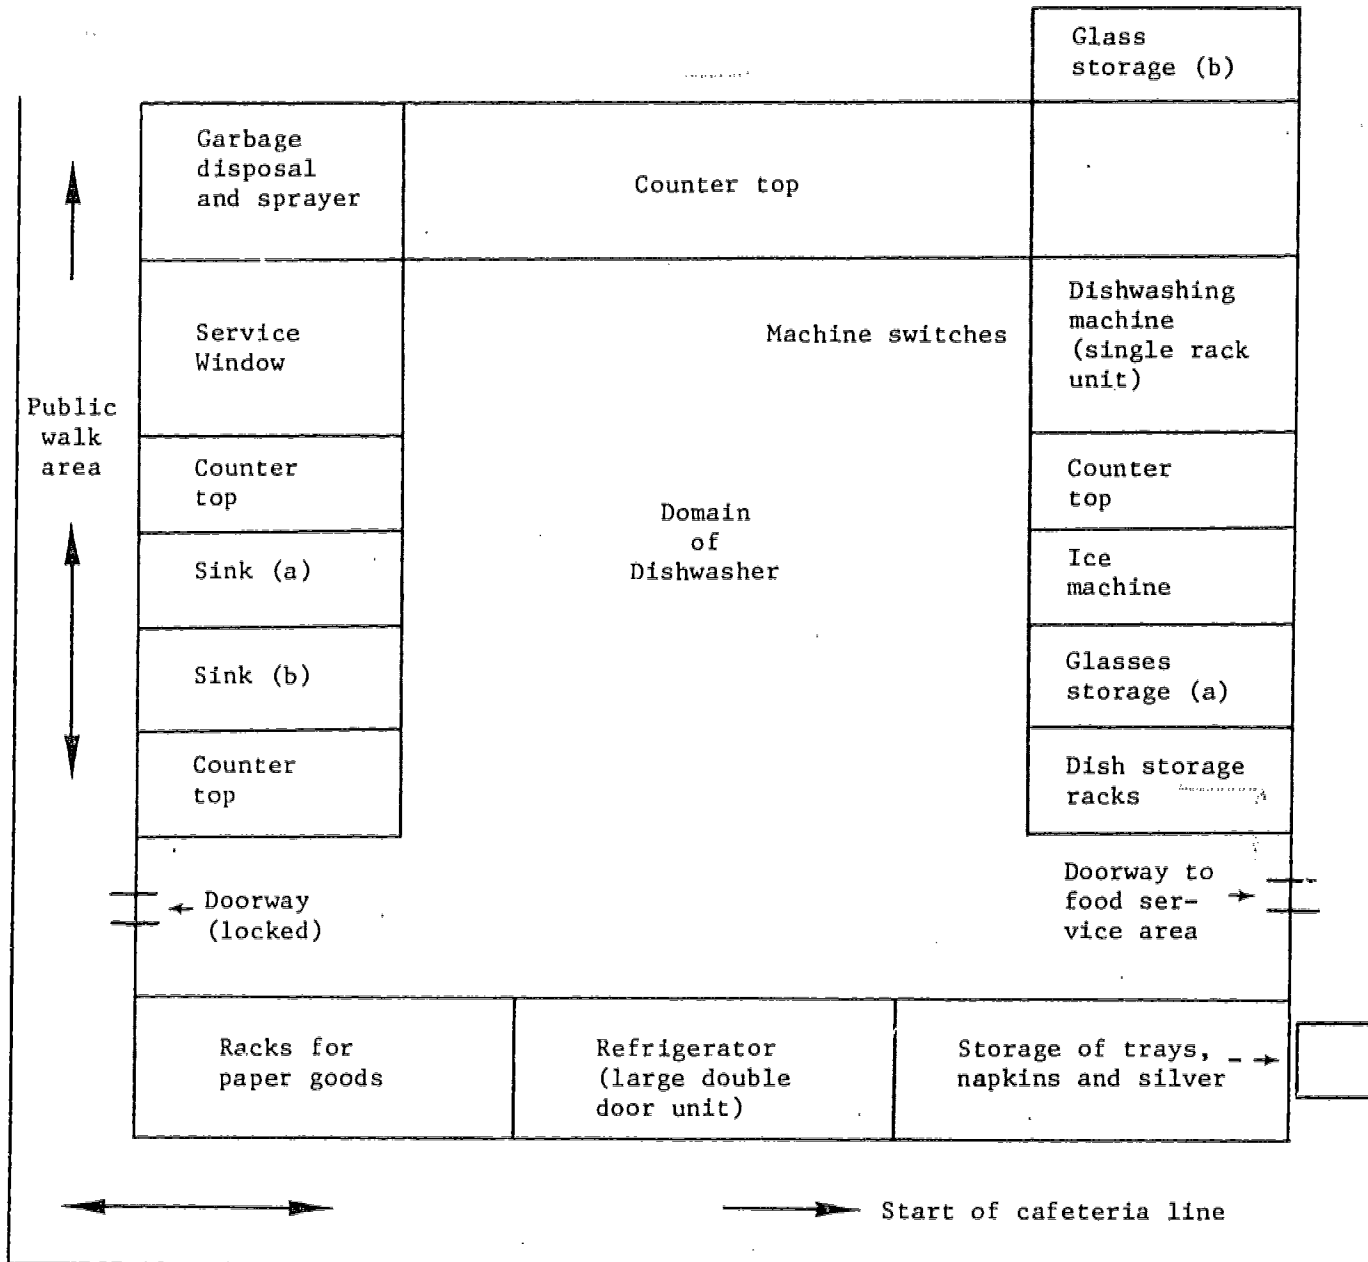 Glass
storage (b)
Garbage
disposal
and sprayer
Counter top
Service
Window
Machine switches
Dishwashing
machine
(single rack
unit)
Public
walk
area
Counter
top
Domain
of
Dishwasher
Counter
top
Sink (a)
Ice
machine
Sink (b)
Glasses
storage (a)
Counter
top
Dish storage
racks
Doorway
(locked)
Doorway to
food ser-
vice area
Racks for
paper goods
Refrigerator
(large double
door unit)
Storage of trays,
napkins and silver
Start of cafeteria line